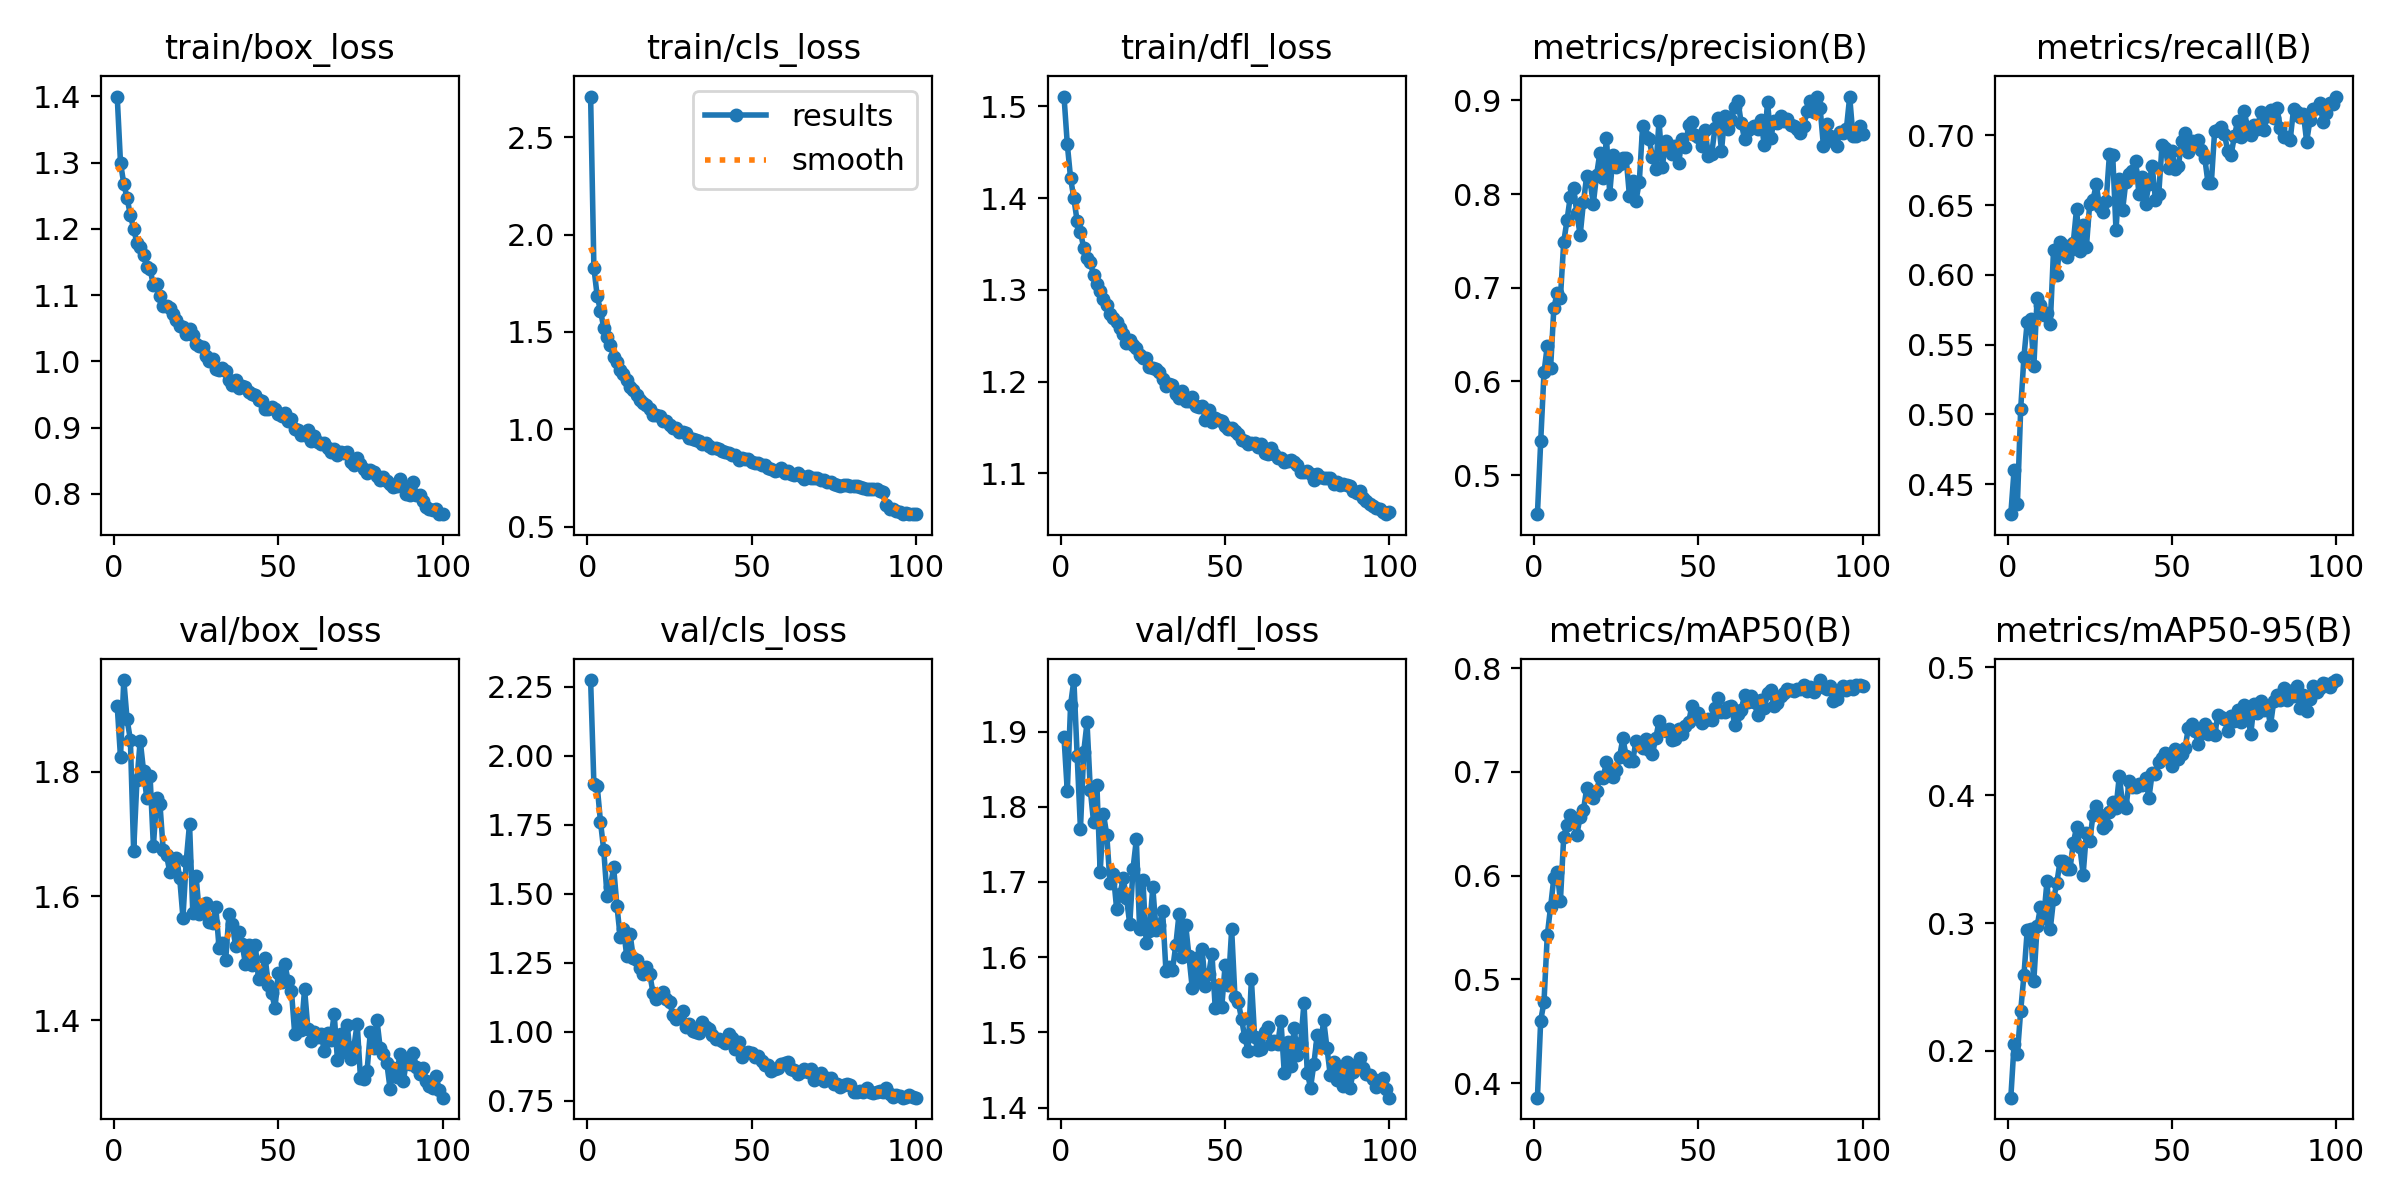 train/box_loss
1.4
1.3
1.2
1.1
1.0
0.9
0.8
0 50 100
train/cls_loss
results
smooth
2.5
2.0
1.5
1.0
0.5
0 50 100
train/dfl_loss
1.5
1.4
1.3
1.2
1.1
0 50 100
metrics/precision(B)
0.9
0.8
0.7
0.6
0.5
0 50 100
metrics/recall(B)
0.70
0.65
0.60
0.55
0.50
0.45
0 50 100
val/box_loss
1.8
1.6
1.4
0 50 100
val/cls_loss
2.25
2.00
1.75
1.50
1.25
1.00
0.75
0 50 100
val/dfl_loss
1.9
1.8
1.7
1.6
1.5
1.4
0 50 100
metrics/mAP50(B)
0.8
0.7
0.6
0.5
0.4
0 50 100
metrics/mAP50-95(B)
0.5
0.4
0.3
0.2
0 50 100